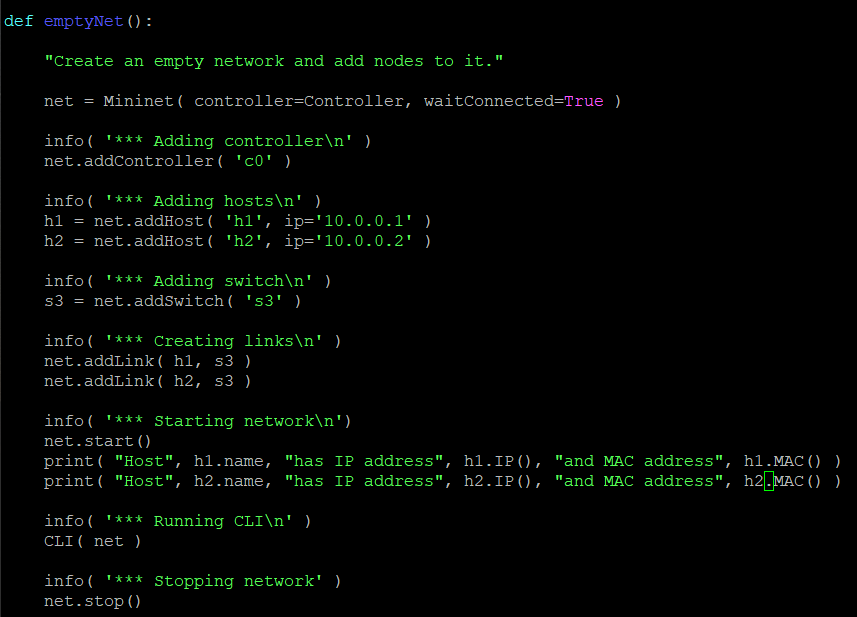 def emptyNet():
"Create an empty network and add nodes to it."
net = Mininet( controller=Controller, waitConnected=True )
info( '*** Adding controller\n' )
net.addController( 'c0' )
info( '*** Adding hosts\n' )
h1 = net.addHost( 'h1', ip='10.0.0.1' )
h2 = net.addHost( 'h2', ip='10.0.0.2' )
info( '*** Adding switch\n' )
s3 = net.addSwitch( 's3' )
info( '*** Creating links\n' )
net.addLink( h1, s3 )
net.addLink( h2, s3 )
info( '*** Starting network\n')
net.start()
print( "Host", h1.name, "has IP address", h1.IP(), "and MAC address", h1.MAC() )
print( "Host", h2.name, "has IP address", h2.IP(), "and MAC address", h2.MAC() )
info( '*** Running CLI\n' )
CLI( net )
info( '*** Stopping network' )
net.stop()